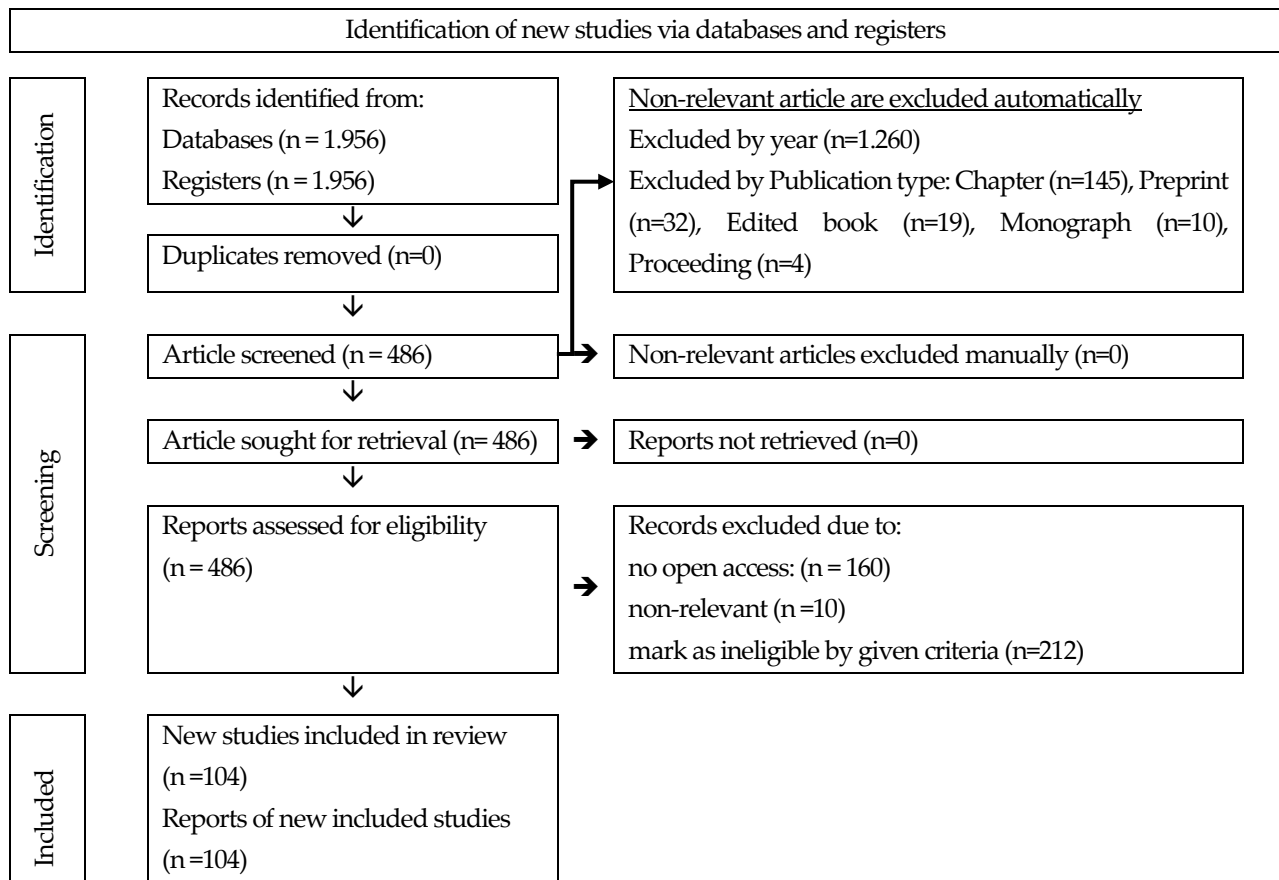 Identification of new studies via databases and registers
Identification
Records identified from:
Databases (n = 1.956)
Registers (n = 1.956)
Non-relevant article are excluded automatically
Excluded by year (n=1.260)
Excluded by Publication type: Chapter (n=145), Preprint
(n=32), Edited book (n=19), Monograph (n=10),
Proceeding (n=4)
Duplicates removed (n=0)
Screening
Article screened (n = 486)
Non-relevant articles excluded manually (n=0)
Article sought for retrieval (n= 486)
Reports not retrieved (n=0)
Reports assessed for eligibility
(n = 486)
Records excluded due to:
no open access: (n = 160)
non-relevant (n =10)
mark as ineligible by given criteria (n=212)
Included
New studies included in review
(n =104)
Reports of new included studies
(n =104)